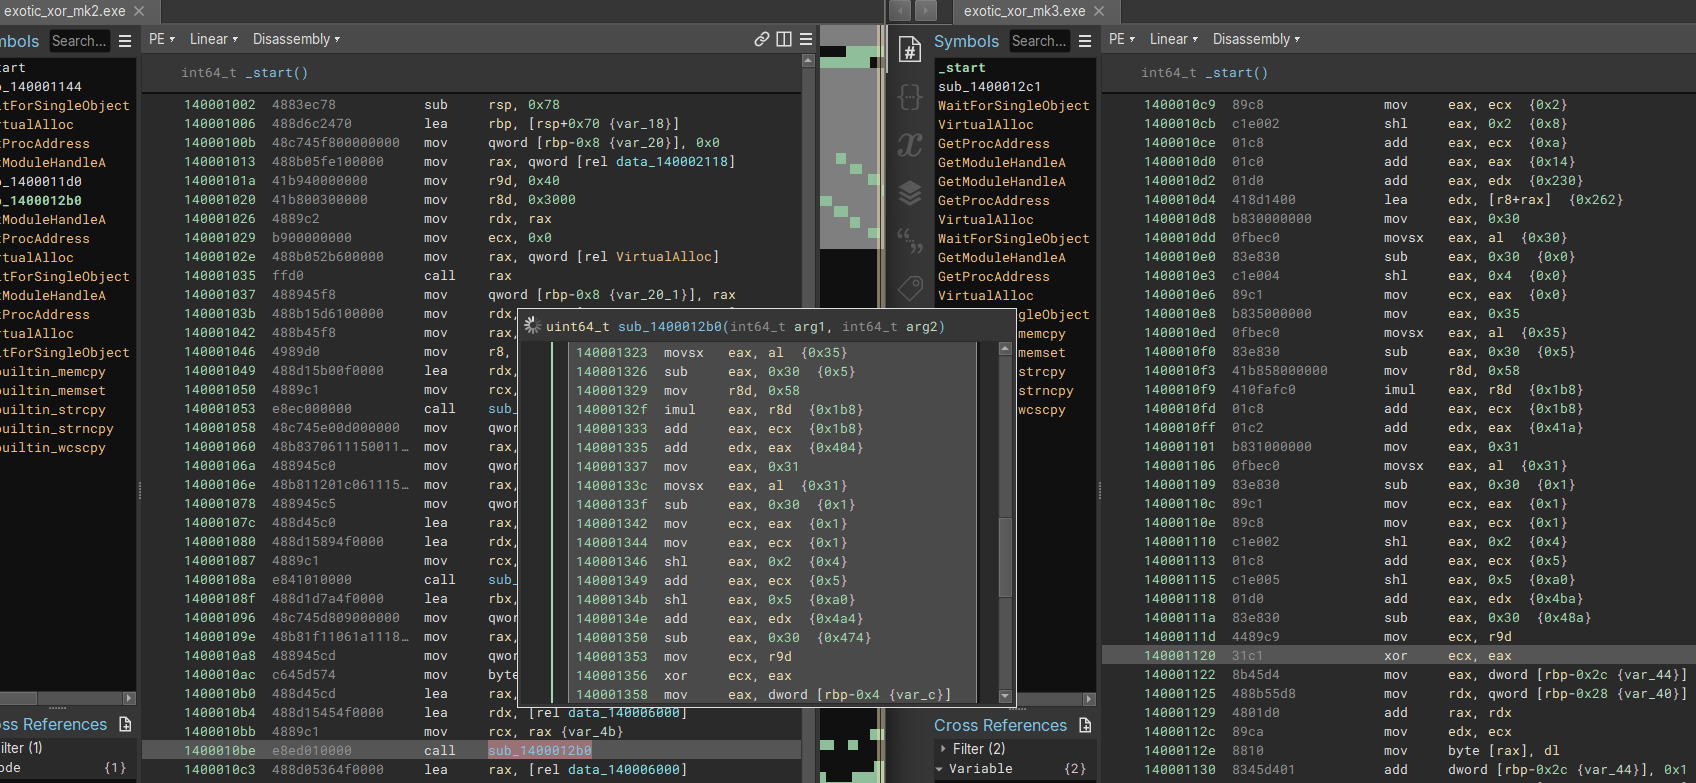 exotic_xor_mk2.exe
Search...
PE
Linear
Disassembly
int64_t _start()
140001144
VirtualAlloc
GetModuleHandleA
1400011d0
1400012b0
GetModuleHandleA
GetProcAddress
WaitForSingleObject
builtin_memcpy
builtin_memset
builtin_strcpy
builtin_strncpy
builtin_wcscpy
Cross References
Filter (1)
{1}
140001002 4883ec78 sub rsp, 0x78
140001006 488d6c2470 lea rbp, [rsp+0x70 {var_18}]
14000100b 48c745f800000000 mov qword [rbp-0x8 {var_20}], 0x0
140001013 488b05fe100000 mov rax, qword [rel data_140002118]
14000101a 41b940000000 mov r9d, 0x40
140001020 41b800300000 mov r8d, 0x3000
140001026 4889c2 mov rdx, rax
140001029 b900000000 mov ecx, 0x0
14000102e 488b052b600000 mov rax, qword [rel VirtualAlloc]
140001035 ffd0 call rax
140001037 488945f8 mov qword [rbp-0x8 {var_20_1}], rax
14000103b 488b15d6100000 mov rdx,
140001042 488b45f8 mov rax,
140001046 4989d0 mov r8,
140001049 488d15b00f0000 lea rdx,
140001050 4889c1 mov rcx,
140001053 e8ec000000 call sub_
140001058 48c745e00d000000 mov qwor
140001060 48b8370611150011… mov rax,
14000106a 488945c0 mov qwor
14000106e 48b811201c061115… mov rax,
140001078 488945c5 mov qwor
14000107c 488d45c0 lea rax,
140001080 488d15894f0000 lea rdx,
140001087 4889c1 mov rcx,
14000108a e841010000 call sub_
14000108f 488d1d7a4f0000 lea rbx,
140001096 48c745d809000000 mov qwor
14000109e 48b81f11061a1118… mov rax,
1400010a8 488945cd mov qwor
1400010ac c645d574 mov byte
1400010b0 488d45cd lea rax,
1400010b4 488d15454f0000 lea rdx, [rel data_140006000]
1400010bb 4889c1 mov rcx, rax {var_4b}
1400010be e8ed010000 call sub_1400012b0
1400010c3 488d05364f0000 lea rax, [rel data_140006000]
uint64_t sub_1400012b0(int64_t arg1, int64_t arg2)
140001323 movsx eax, al {0x35}
140001326 sub eax, 0x30 {0x5}
140001329 mov r8d, 0x58
14000132f imul eax, r8d {0x1b8}
140001333 add eax, ecx {0x1b8}
140001335 add edx, eax {0x404}
140001337 mov eax, 0x31
14000133c movsx eax, al {0x31}
14000133f sub eax, 0x30 {0x1}
140001342 mov ecx, eax {0x1}
140001344 mov eax, ecx {0x1}
140001346 shl eax, 0x2 {0x4}
140001349 add eax, ecx {0x5}
14000134b shl eax, 0x5 {0xa0}
14000134e add eax, edx {0x4a4}
140001350 sub eax, 0x30 {0x474}
140001353 mov ecx, r9d
140001356 xor ecx, eax
140001358 mov eax, dword [rbp-0x4 {var_c}]
exotic_xor_mk3.exe
Symbols
Search...
PE
Linear
Disassembly
int64_t _start()
_start
sub_1400012c1
WaitForSingleObject
VirtualAlloc
GetProcAddress
GetModuleHandleA
GetModuleHandleA
GetProcAddress
VirtualAlloc
WaitForSingleObject
GetModuleHandleA
GetProcAddress
VirtualAlloc
gleObject
memcpy
memset
strcpy
strncpy
wcscpy
Cross References
Filter (2)
Variable {2}
1400010c9 89c8 mov eax, ecx {0x2}
1400010cb c1e002 shl eax, 0x2 {0x8}
1400010ce 01c8 add eax, ecx {0xa}
1400010d0 01c0 add eax, eax {0x14}
1400010d2 01d0 add eax, edx {0x230}
1400010d4 418d1400 lea edx, [r8+rax] {0x262}
1400010d8 b830000000 mov eax, 0x30
1400010dd 0fbec0 movsx eax, al {0x30}
1400010e0 83e830 sub eax, 0x30 {0x0}
1400010e3 c1e004 shl eax, 0x4 {0x0}
1400010e6 89c1 mov ecx, eax {0x0}
1400010e8 b835000000 mov eax, 0x35
1400010ed 0fbec0 movsx eax, al {0x35}
1400010f0 83e830 sub eax, 0x30 {0x5}
1400010f3 41b858000000 mov r8d, 0x58
1400010f9 410fafc0 imul eax, r8d {0x1b8}
1400010fd 01c8 add eax, ecx {0x1b8}
1400010ff 01c2 add edx, eax {0x41a}
140001101 b831000000 mov eax, 0x31
140001106 0fbec0 movsx eax, al {0x31}
140001109 83e830 sub eax, 0x30 {0x1}
14000110c 89c1 mov ecx, eax {0x1}
14000110e 89c8 mov eax, ecx {0x1}
140001110 c1e002 shl eax, 0x2 {0x4}
140001113 01c8 add eax, ecx {0x5}
140001115 c1e005 shl eax, 0x5 {0xa0}
140001118 01d0 add eax, edx {0x4ba}
14000111a 83e830 sub eax, 0x30 {0x48a}
14000111d 4489c9 mov ecx, r9d
140001120 31c1 xor ecx, eax
140001122 8b45d4 mov eax, dword [rbp-0x2c {var_44}]
140001125 488b55d8 mov rdx, qword [rbp-0x28 {var_40}]
140001129 4801d0 add rax, rdx
14000112c 89ca mov edx, ecx
14000112e 8810 mov byte [rax], dl
140001130 8345d401 add dword [rbp-0x2c {var_44}], 0x1